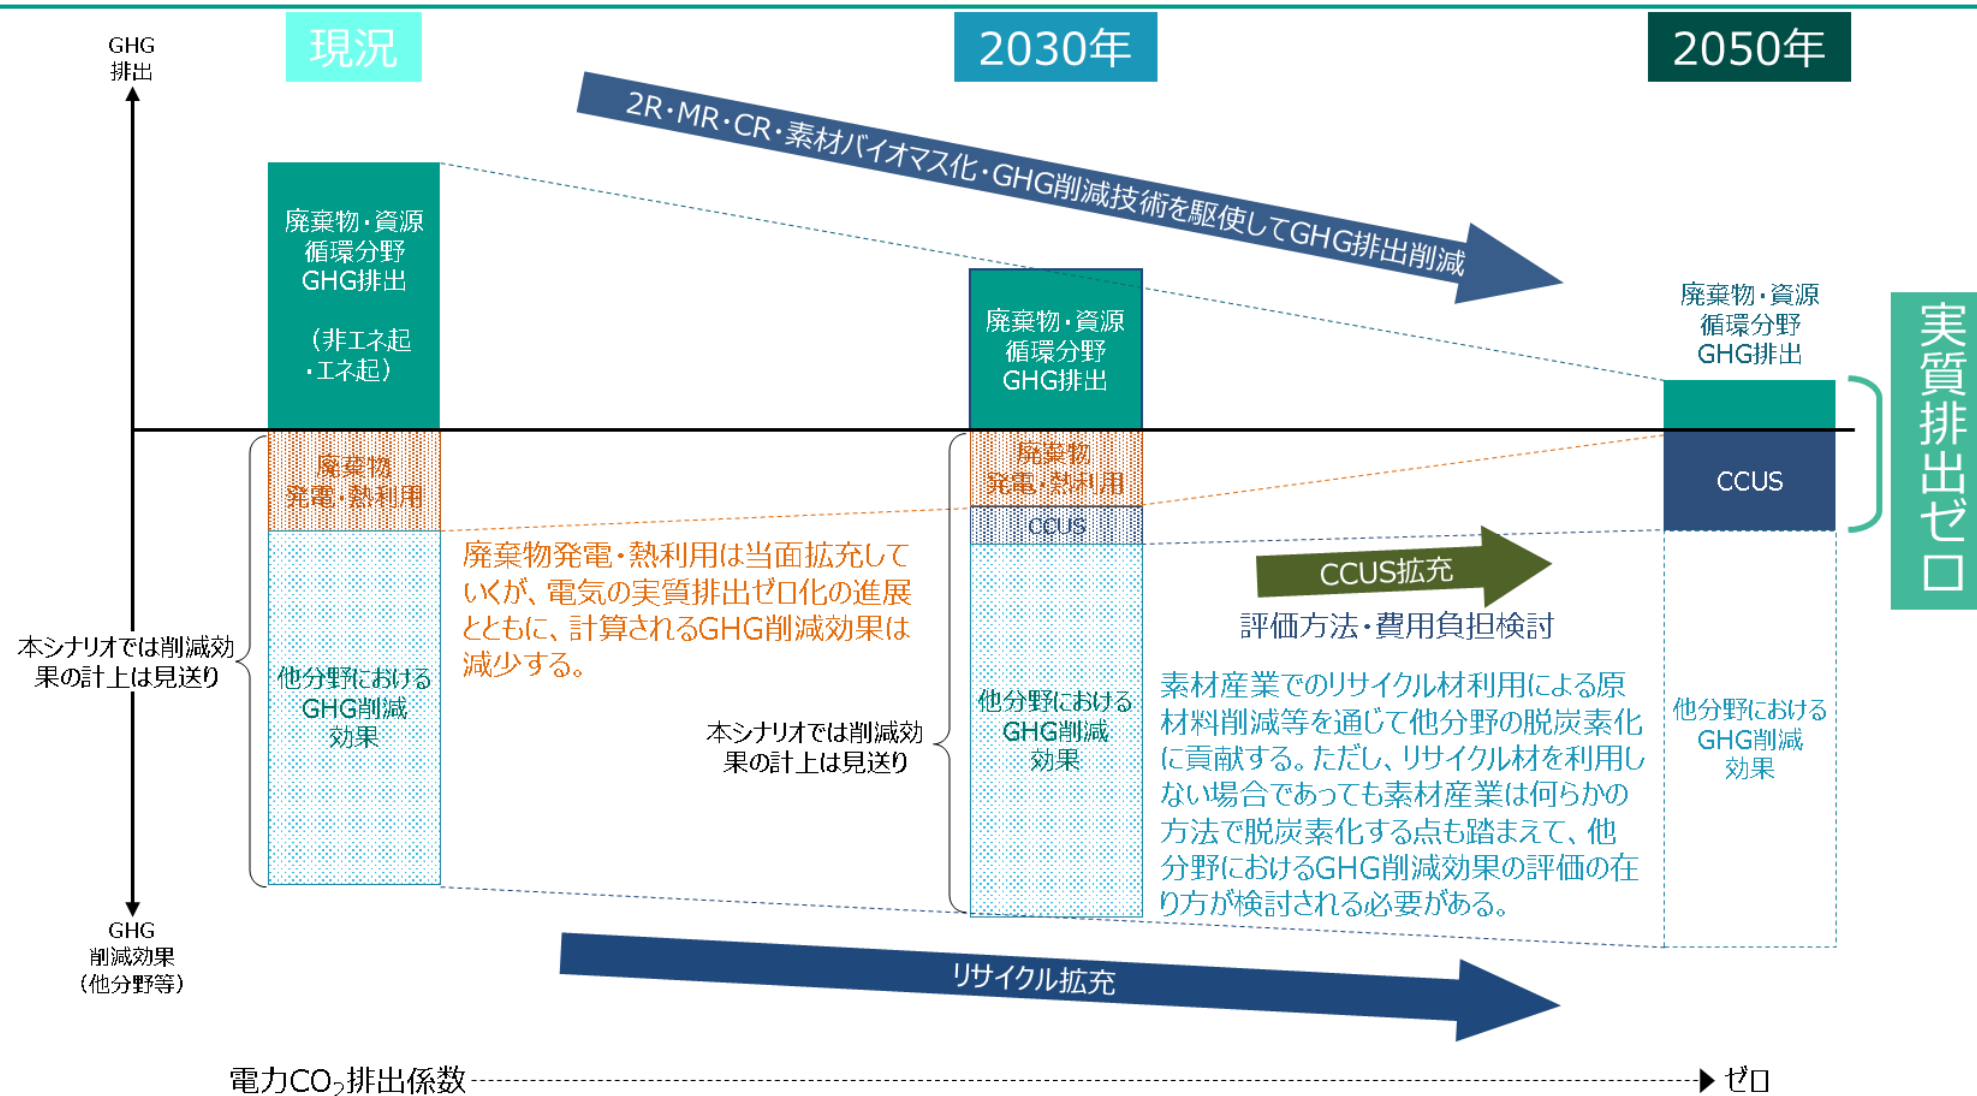 GHG
排出
現況
2030年
2050年
2R・MR・CR・素材バイオマス化・GHG削減技術を駆使してGHG排出削減
廃棄物・資源
循環分野
GHG排出
（非エネ起
・エネ起）
廃棄物・資源
循環分野
GHG排出
廃棄物・資源
循環分野
GHG排出
実質排出ゼロ
廃棄物
発電・熱利用
廃棄物
発電・熱利用
CCUS
CCUS
廃棄物発電・熱利用は当面拡充して
いくが、電気の実質排出ゼロ化の進展
とともに、計算されるGHG削減効果は
減少する。
CCUS拡充
評価方法・費用負担検討
本シナリオでは削減効
果の計上は見送り
他分野における
GHG削減
効果
本シナリオでは削減効
果の計上は見送り
他分野における
GHG削減
効果
素材産業でのリサイクル材利用による原
材料削減等を通じて他分野の脱炭素化
に貢献する。ただし、リサイクル材を利用し
ない場合であっても素材産業は何らかの
方法で脱炭素化する点も踏まえて、他
分野におけるGHG削減効果の評価の在
り方が検討される必要がある。
他分野における
GHG削減
効果
GHG
削減効果
（他分野等）
リサイクル拡充
電力CO₂排出係数
ゼロ